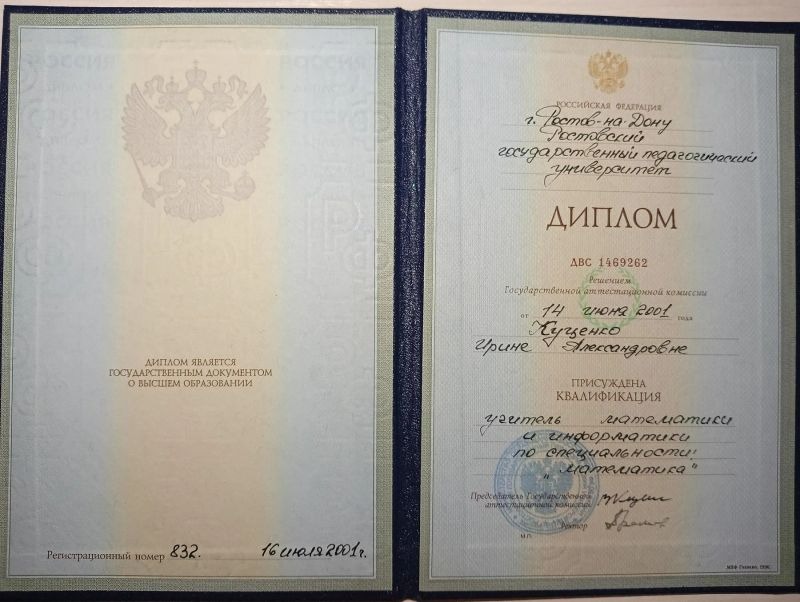 ДИПЛОМ ЯВЛЯЕТСЯ
ГОСУДАРСТВЕННЫМ ДОКУМЕНТОМ
О ВЫСШЕМ ОБРАЗОВАНИИ
Регистрационный номер 832. 16 июля 2001 г.
РОССИЙСКАЯ ФЕДЕРАЦИЯ
г. Ростов-на-Дону
Ростовский
государственный педагогический
университет
ДИПЛОМ
ДВС 1469262
Решением
Государственной аттестационной комиссии
от 14 июня 2001 года
Куценко
Ирине Александровне
ПРИСУЖДЕНА
КВАЛИФИКАЦИЯ
учитель математики
и информатики
по специальности:
„математика"
Председатель Государственной
аттестационной комиссии
Ректор
М.П.